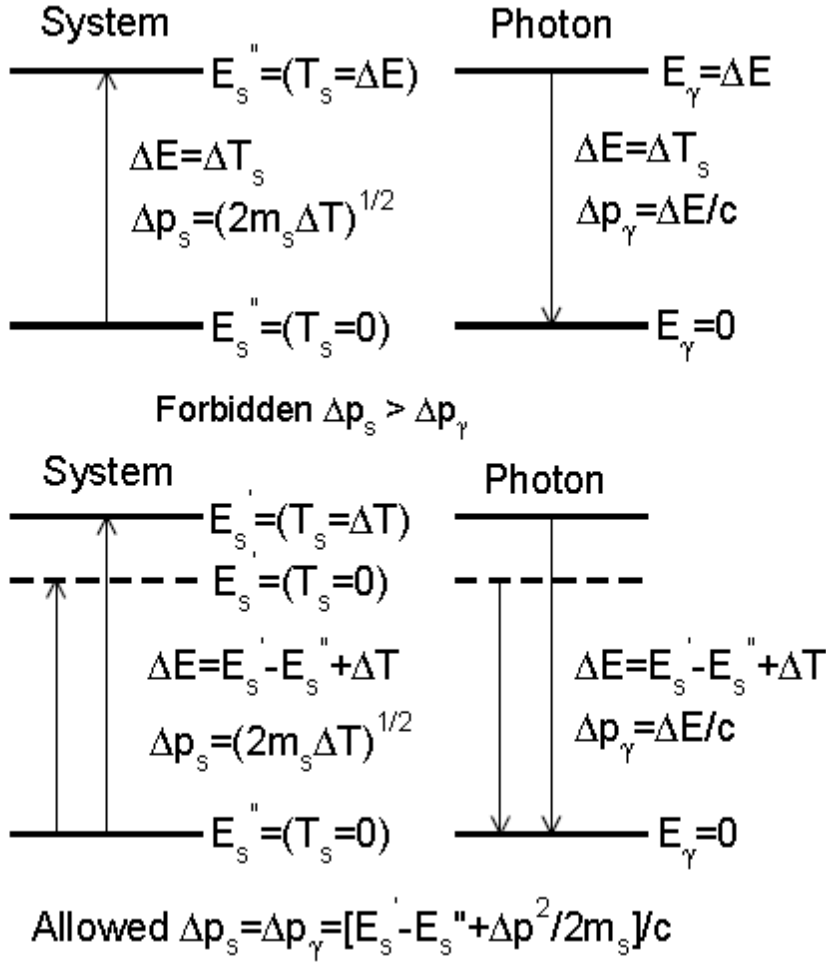 System Photon
E_s''=(T_s=ΔE) E_γ=ΔE
ΔE=ΔT_s ΔE=ΔT_s
Δp_s=(2m_sΔT)^1/2 Δp_γ=ΔE/c
E_s''=(T_s=0) E_γ=0
Forbidden Δp_s > Δp_γ
System Photon
E_s'=(T_s=ΔT)
E_s'=(T_s=0)
ΔE=E_s'-E_s''+ΔT ΔE=E_s'-E_s''+ΔT
Δp_s=(2m_sΔT)^1/2 Δp_γ=ΔE/c
E_s''=(T_s=0) E_γ=0
Allowed Δp_s=Δp_γ=[E_s'-E_s''+Δp^2/2m_s]/c